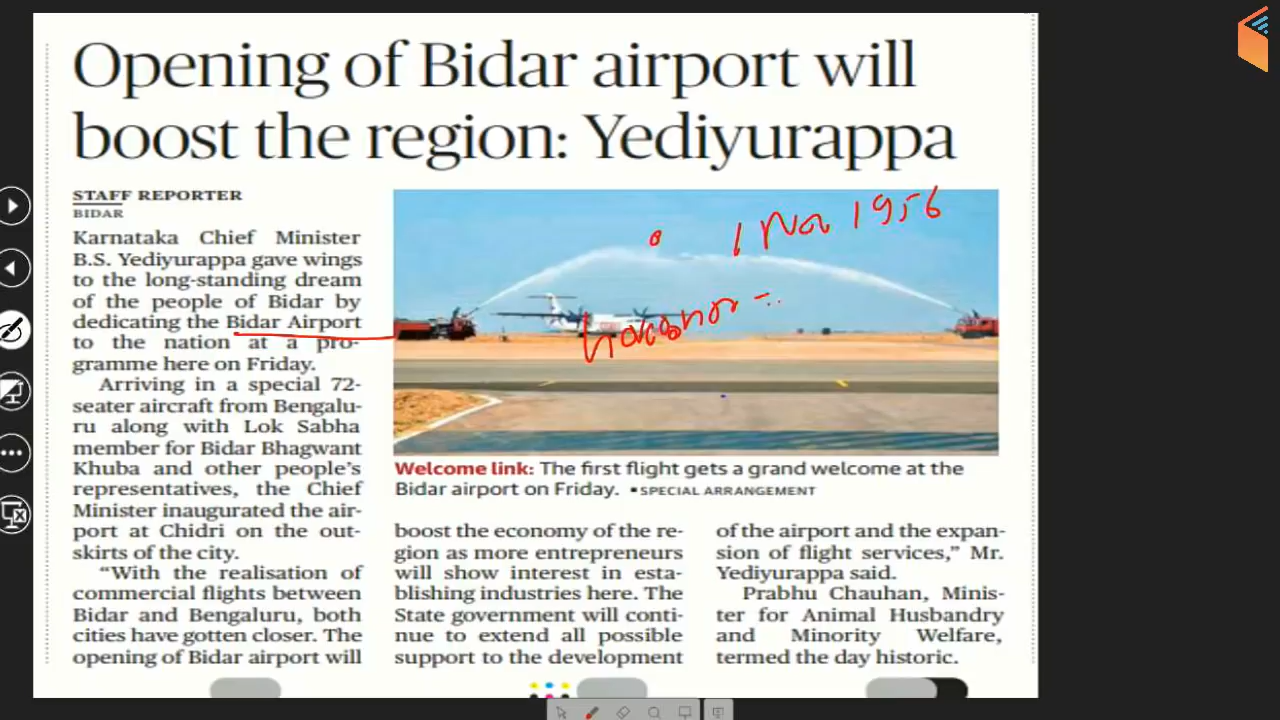 Opening of Bidar airport will
boost the region: Yediyurappa
STAFF REPORTER
BIDAR
Karnataka Chief Minister
B.S. Yediyurappa gave wings
to the long-standing dream
of the people of Bidar by
dedicating the Bidar Airport
to the nation at a pro-
gramme here on Friday.
Arriving in a special 72-
seater aircraft from Bengalu-
ru along with Lok Sabha
member for Bidar Bhagwant
Khuba and other people's
representatives, the Chief
Minister inaugurated the air-
port at Chidri on the out-
skirts of the city.
"With the realisation of
commercial flights between
Bidar and Bengaluru, both
cities have gotten closer. The
opening of Bidar airport will
1 Nov 1956
Welcome link: The first flight gets a grand welcome at the
Bidar airport on Friday. •SPECIAL ARRANGEMENT
boost the economy of the re-
gion as more entrepreneurs
will show interest in esta-
blishing industries here. The
State government will conti-
nue to extend all possible
support to the development
of the airport and the expan-
sion of flight services," Mr.
Yediyurappa said.
Prabhu Chauhan, Minis-
ter for Animal Husbandry
and Minority Welfare,
termed the day historic.